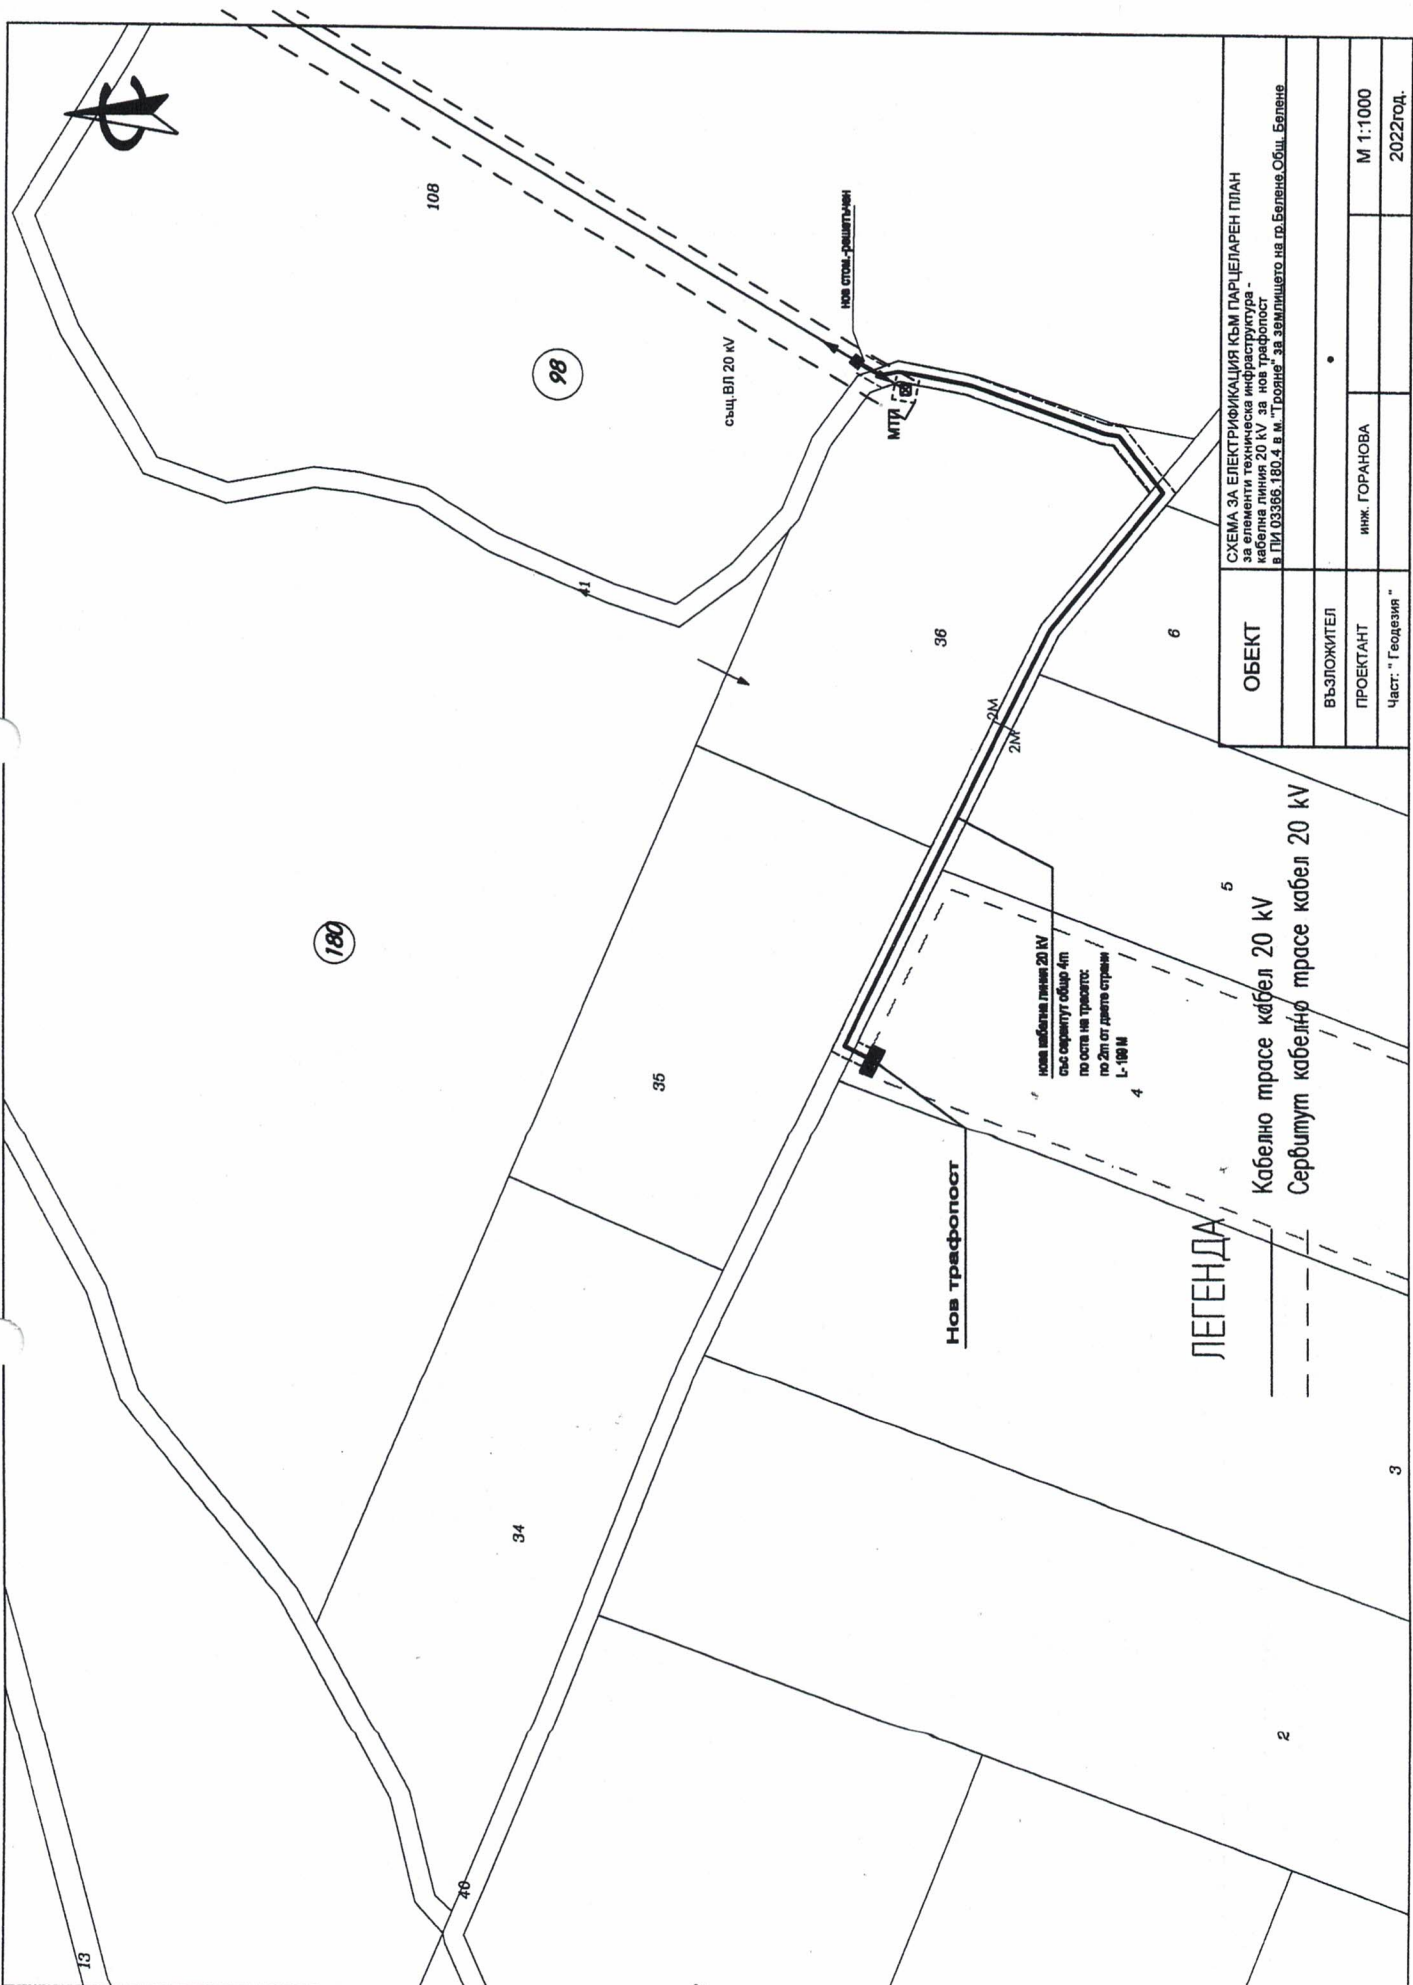 13
40
34
35
180
41
36
98
108
същ.ВЛ 20 кV
нов стом.-решетъчен
МТП
2М
2М
нова кабелна линия 20 kV
със сервитут общо 4m
по оста на трасето:
по 2m от двете страни
Нов трафопост
2
3
4
5
6
ЛЕГЕНДА
Кабелно трасе кабел 20 kV
Сервитут кабелно трасе кабел 20 kV
ОБЕКТ
СХЕМА ЗА ЕЛЕКТРИФИКАЦИЯ КЪМ ПАРЦЕЛАРЕН ПЛАН
за елементи техническа инфраструктура -
кабелна линия 20 kV за нов трафопост
в ПИ 03366.180.4 в м. "Трояне" за землището на гр.Белене,Общ. Белене
ВЪЗЛОЖИТЕЛ
ПРОЕКТАНТ
инж. ГОРАНОВА
М 1:1000
Част: " Геодезия "
2022год.